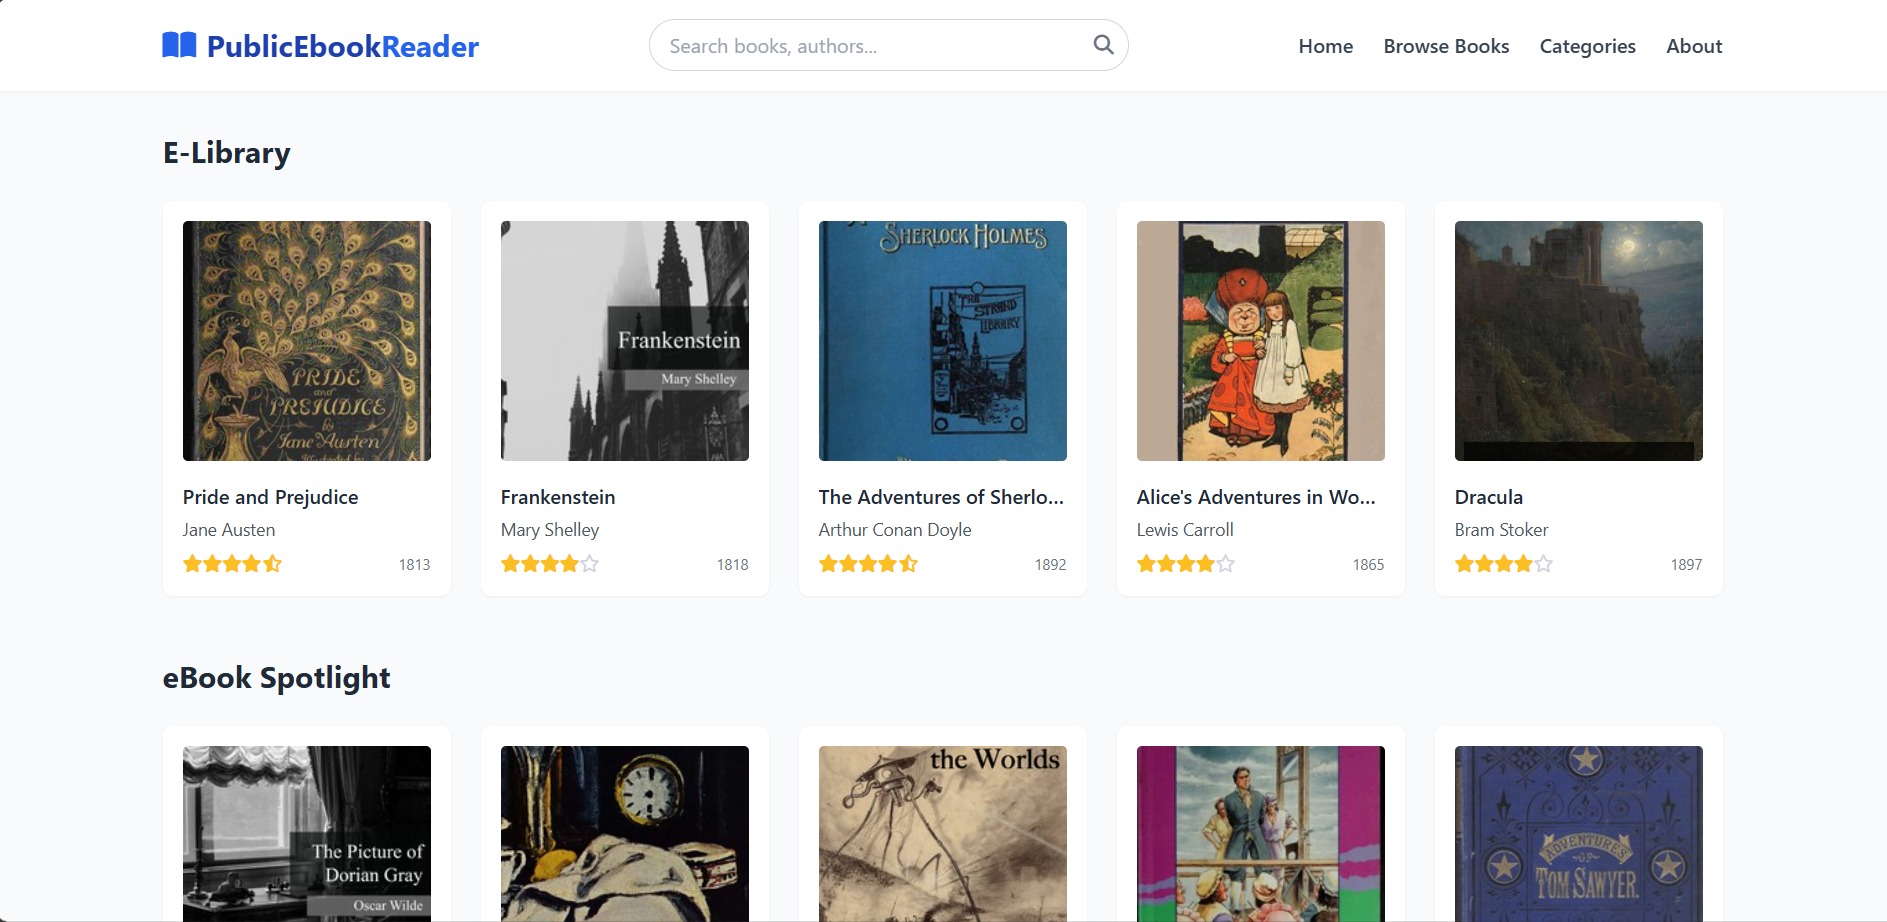 PublicEbookReader
Search books, authors...
Home
Browse Books
Categories
About
E-Library
PRIDE
and
PREJUDICE
by
Jane Austen
Illustrated by
Pride and Prejudice
Jane Austen
1813
Frankenstein
Mary Shelley
Frankenstein
Mary Shelley
1818
SHERLOCK HOLMES
THE
STRAND
LIBRARY
The Adventures of Sherlo...
Arthur Conan Doyle
1892
Alice's Adventures in Wo...
Lewis Carroll
1865
Dracula
Bram Stoker
1897
eBook Spotlight
The Picture of
Dorian Gray
Oscar Wilde
the Worlds
ADVENTURES
OF
TOM SAWYER.